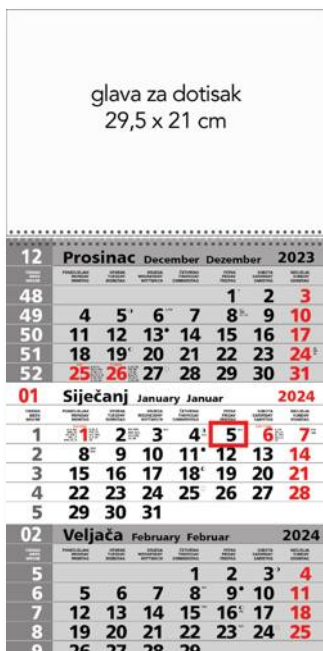 glava za dotisak
29,5 x 21 cm
12 Prosinac December Dezember 2023
48 1 2 3
49 4 5 6 7 8 9 10
50 11 12 13 14 15 16 17
51 18 19 20 21 22 23 24
52 25 26 27 28 29 30 31
01 Siječanj January Januar 2024
1 1 2 3 4 5 6 7
2 8 9 10 11 12 13 14
3 15 16 17 18 19 20 21
4 22 23 24 25 26 27 28
5 29 30 31
02 Veljača February Februar 2024
5 1 2 3 4
6 5 6 7 8 9 10 11
7 12 13 14 15 16 17 18
8 19 20 21 22 23 24 25
9 26 27 28 29